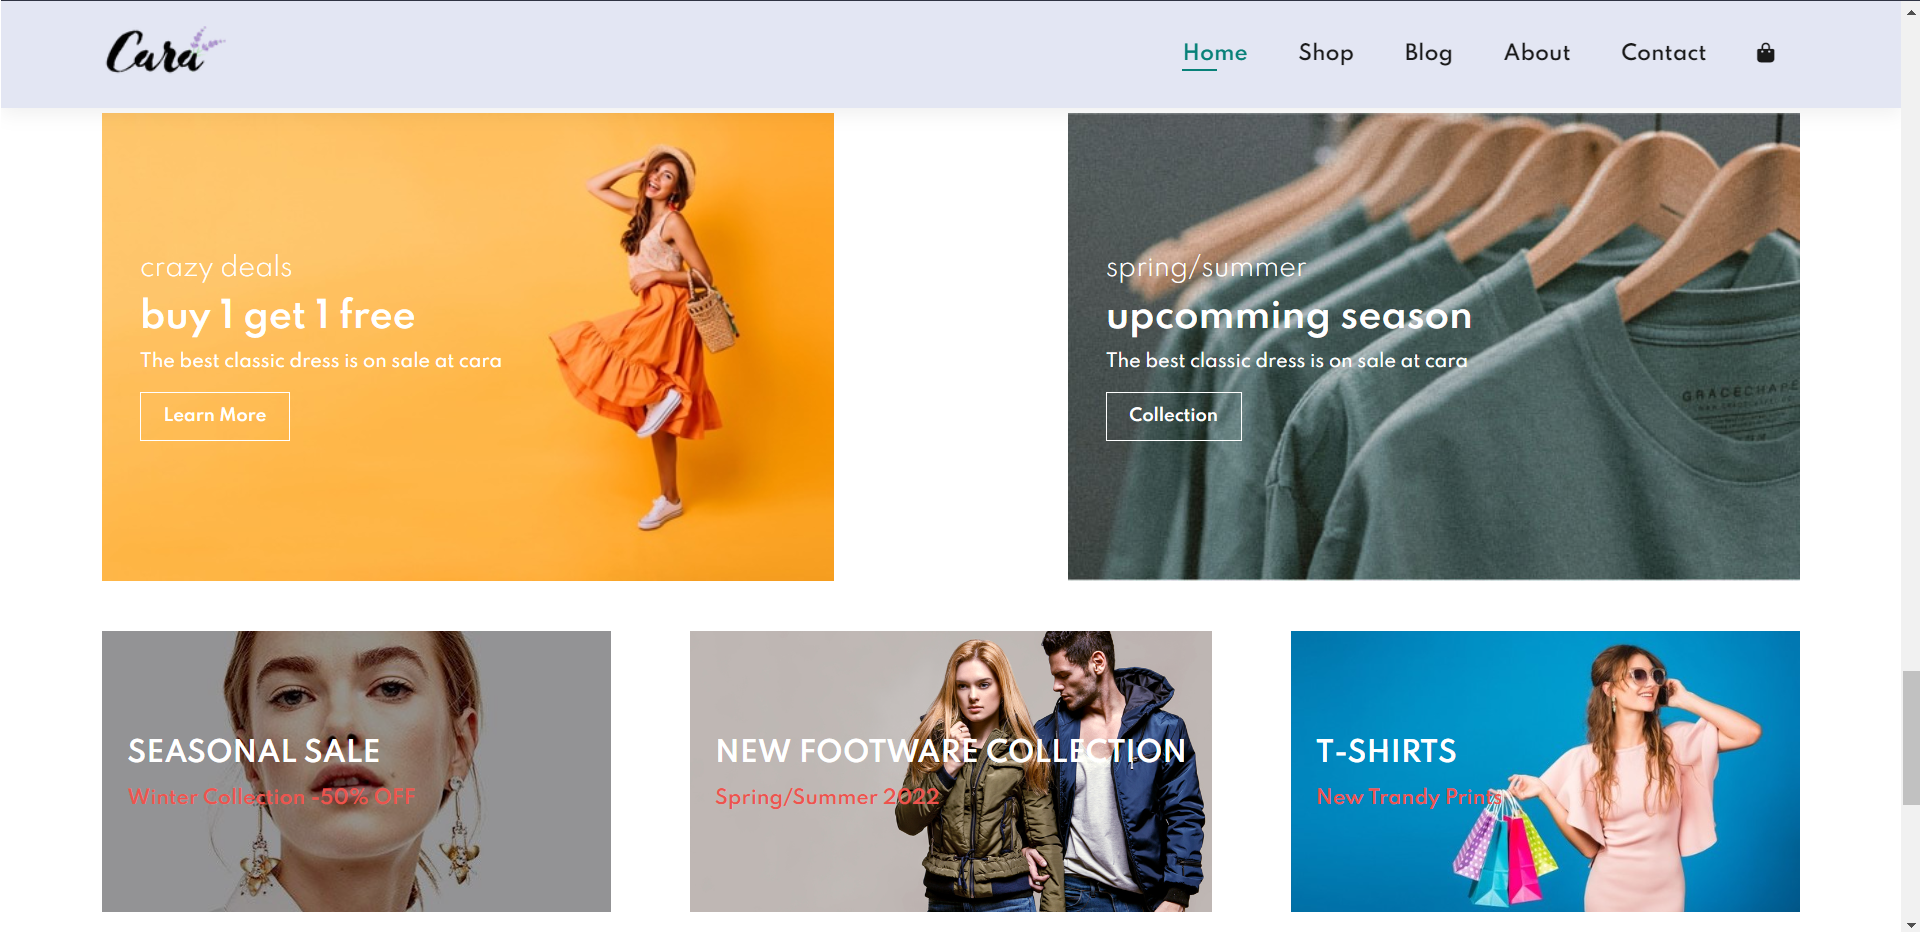 Cara
Home Shop Blog About Contact
crazy deals
buy 1 get 1 free
The best classic dress is on sale at cara
Learn More
spring/summer
upcomming season
The best classic dress is on sale at cara
Collection
GRACECHAPE
SEASONAL SALE
Winter Collection -50% OFF
NEW FOOTWARE COLLECTION
Spring/Summer 2022
T-SHIRTS
New Trandy Prints